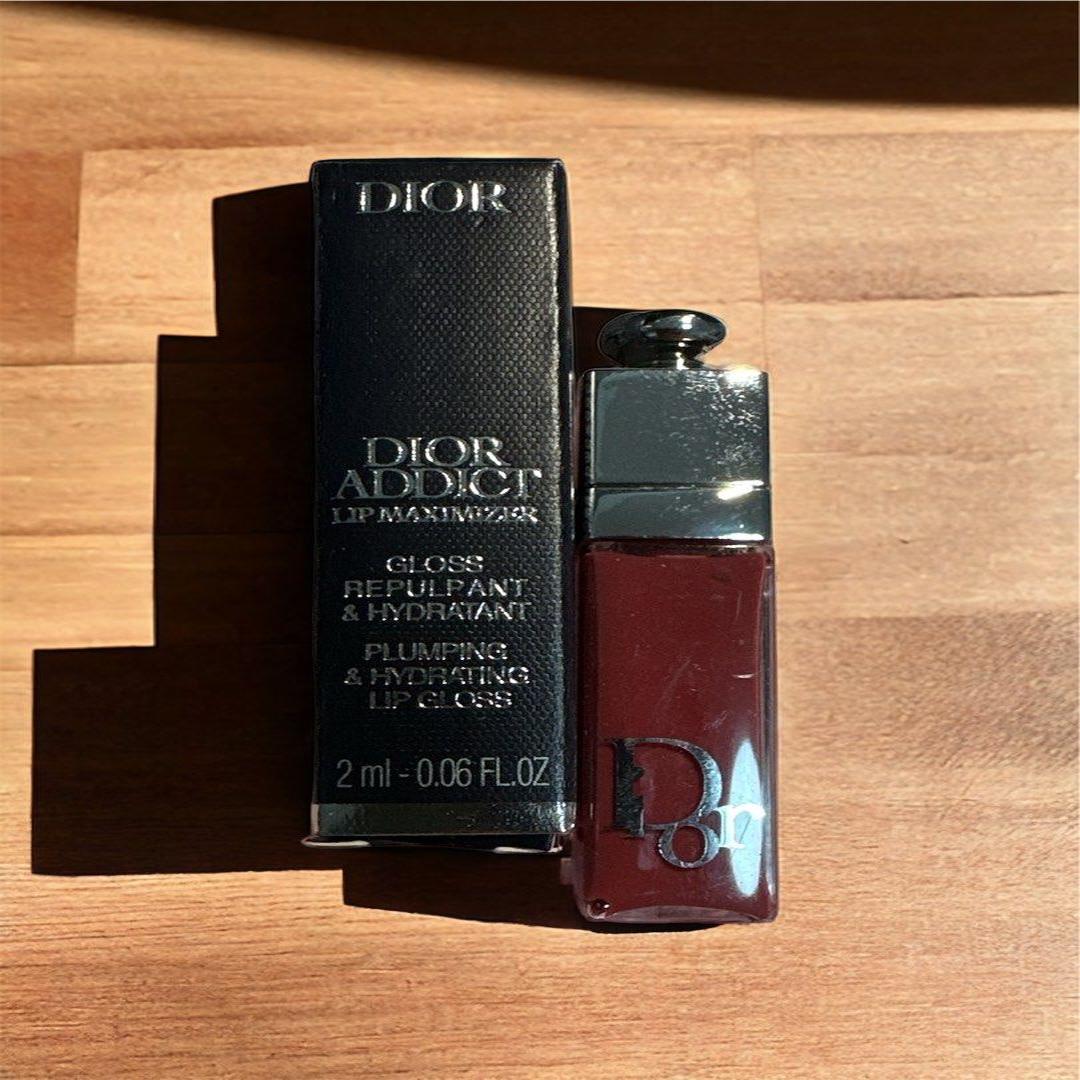 DIOR
DIOR
ADDICT
LIP MAXIMIZER
GLOSS
REPULPANT
& HYDRATANT
PLUMPING
& HYDRATING
LIP GLOSS
2 ml - 0.06 FL.OZ
Dior